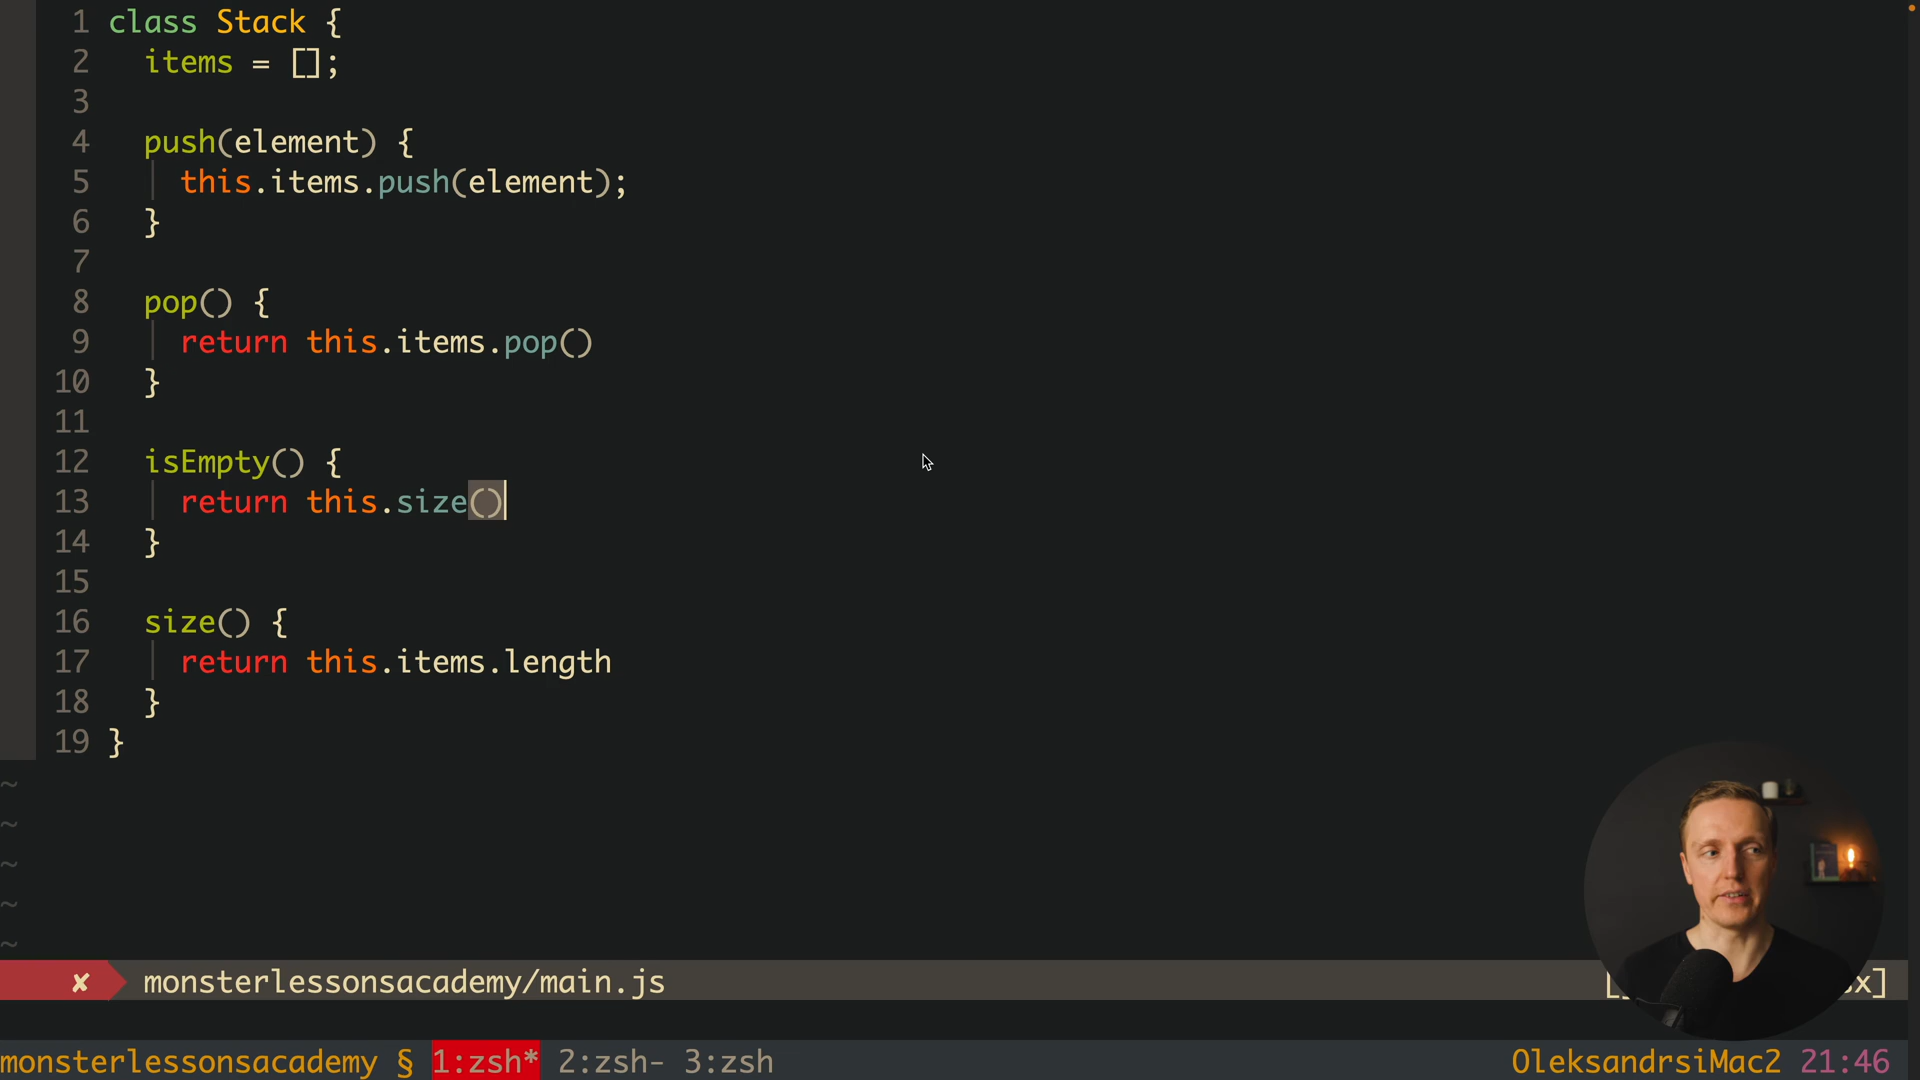 1 class Stack {
2 items = [];
3
4 push(element) {
5 this.items.push(element);
6 }
7
8 pop() {
9 return this.items.pop()
10 }
11
12 isEmpty() {
13 return this.size()
14 }
15
16 size() {
17 return this.items.length
18 }
19 }
~
~
~
~
~
✘ monsterlessonsacademy/main.js
monsterlessonsacademy § 1:zsh* 2:zsh- 3:zsh OleksandrsiMac2 21:46